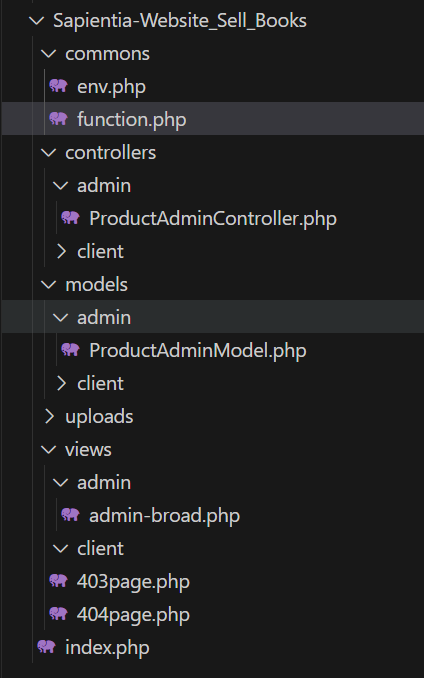 Sapientia-Website_Sell_Books
commons
env.php
function.php
controllers
admin
ProductAdminController.php
client
models
admin
ProductAdminModel.php
client
uploads
views
admin
admin-broad.php
client
403page.php
404page.php
index.php